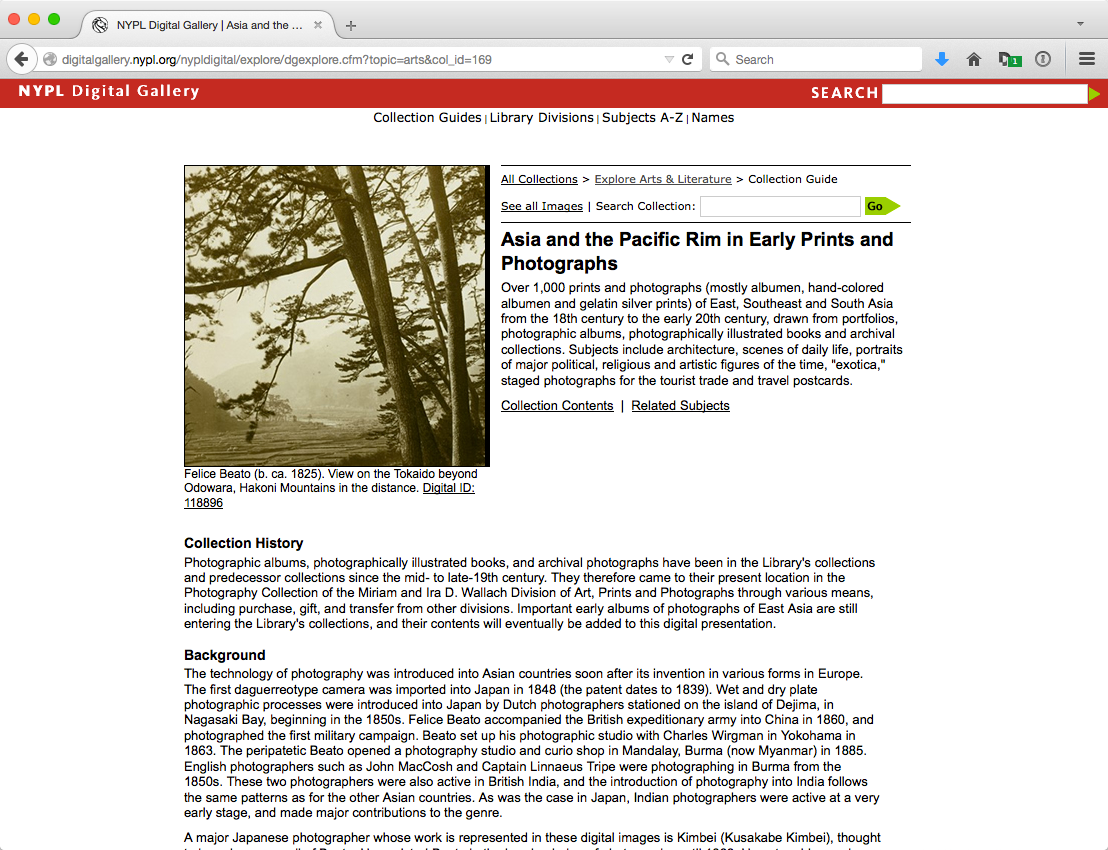 NYPL Digital Gallery | Asia and the ...
digitalgallery.nypl.org/nypldigital/explore/dgexplore.cfm?topic=arts&col_id=169
Search
1
NYPL Digital Gallery
SEARCH
Collection Guides | Library Divisions | Subjects A-Z | Names
All Collections > Explore Arts & Literature > Collection Guide
See all Images | Search Collection:
Go
Asia and the Pacific Rim in Early Prints and
Photographs
Over 1,000 prints and photographs (mostly albumen, hand-colored
albumen and gelatin silver prints) of East, Southeast and South Asia
from the 18th century to the early 20th century, drawn from portfolios,
photographic albums, photographically illustrated books and archival
collections. Subjects include architecture, scenes of daily life, portraits
of major political, religious and artistic figures of the time, "exotica,"
staged photographs for the tourist trade and travel postcards.
Collection Contents | Related Subjects
Felice Beato (b. ca. 1825). View on the Tokaido beyond
Odowara, Hakoni Mountains in the distance. Digital ID:
118896
Collection History
Photographic albums, photographically illustrated books, and archival photographs have been in the Library's collections
and predecessor collections since the mid- to late-19th century. They therefore came to their present location in the
Photography Collection of the Miriam and Ira D. Wallach Division of Art, Prints and Photographs through various means,
including purchase, gift, and transfer from other divisions. Important early albums of photographs of East Asia are still
entering the Library's collections, and their contents will eventually be added to this digital presentation.
Background
The technology of photography was introduced into Asian countries soon after its invention in various forms in Europe.
The first daguerreotype camera was imported into Japan in 1848 (the patent dates to 1839). Wet and dry plate
photographic processes were introduced into Japan by Dutch photographers stationed on the island of Dejima, in
Nagasaki Bay, beginning in the 1850s. Felice Beato accompanied the British expeditionary army into China in 1860, and
photographed the first military campaign. Beato set up his photographic studio with Charles Wirgman in Yokohama in
1863. The peripatetic Beato opened a photography studio and curio shop in Mandalay, Burma (now Myanmar) in 1885.
English photographers such as John MacCosh and Captain Linnaeus Tripe were photographing in Burma from the
1850s. These two photographers were also active in British India, and the introduction of photography into India follows
the same patterns as for the other Asian countries. As was the case in Japan, Indian photographers were active at a very
early stage, and made major contributions to the genre.
A major Japanese photographer whose work is represented in these digital images is Kimbei (Kusakabe Kimbei), thought